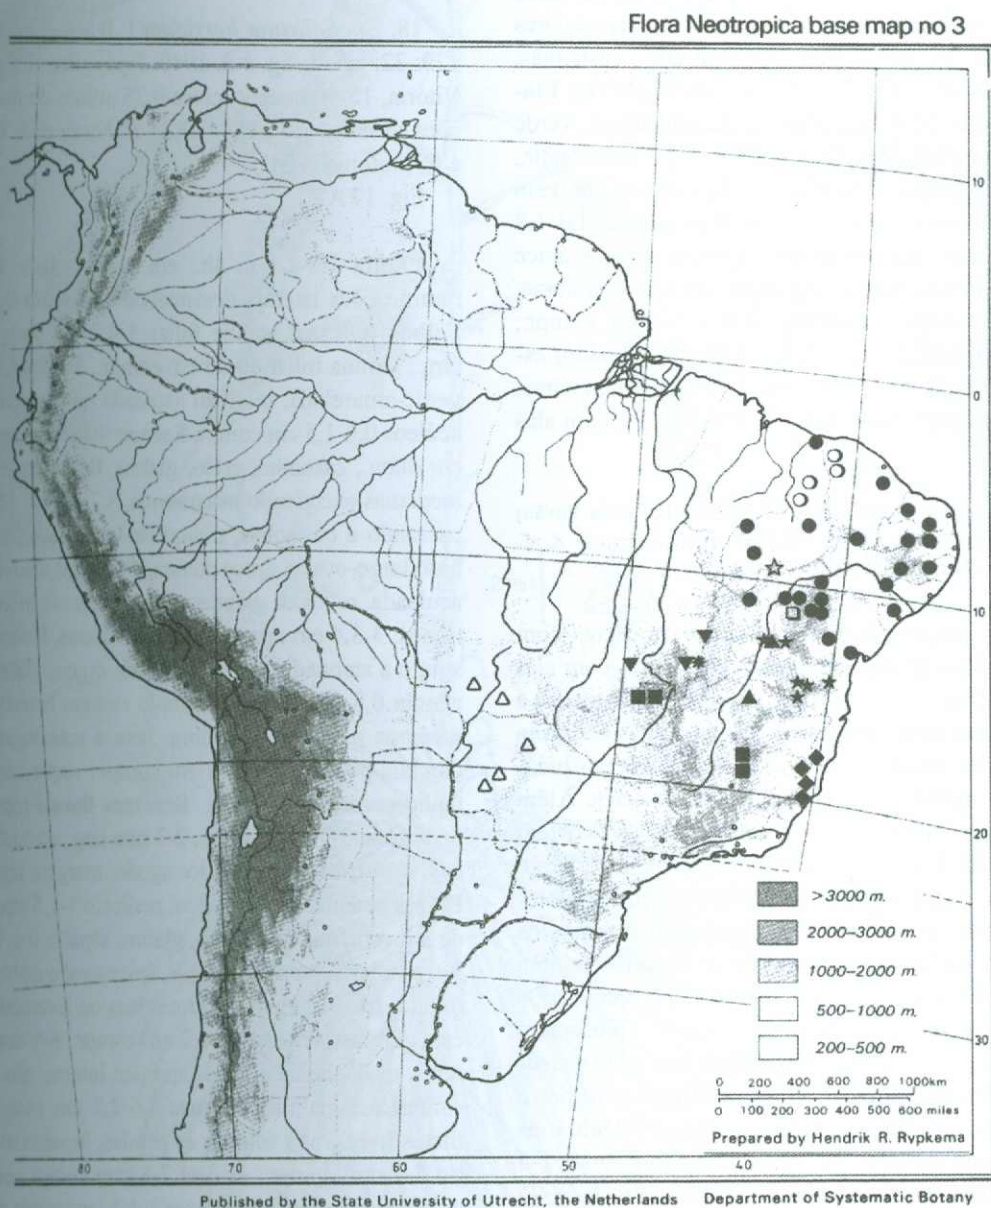 Flora Neotropica base map no 3
10
0
10
20
>3000 m.
2000–3000 m.
1000–2000 m.
500–1000 m.
200–500 m.
30
0 200 400 600 800 1000km
0 100 200 300 400 500 600 miles
Prepared by Hendrik R. Rypkema
80 70 60 50 40
Published by the State University of Utrecht, the Netherlands Department of Systematic Botany